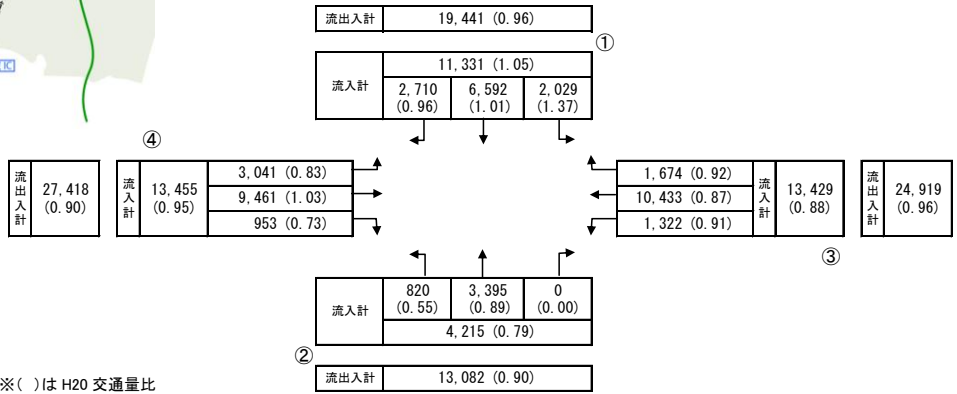 流出入計 19,441 (0.96)
①
流入計 11,331 (1.05)
2,710 6,592 2,029
(0.96) (1.01) (1.37)
IC
④
流出入計 27,418 (0.90)
流入計 13,455 (0.95)
3,041 (0.83)
9,461 (1.03)
953 (0.73)
1,674 (0.92)
10,433 (0.87)
1,322 (0.91)
流入計 13,429 (0.88)
流出入計 24,919 (0.96)
③
流入計
820 3,395 0
(0.55) (0.89) (0.00)
4,215 (0.79)
②
流出入計 13,082 (0.90)
※( )は H20 交通量比